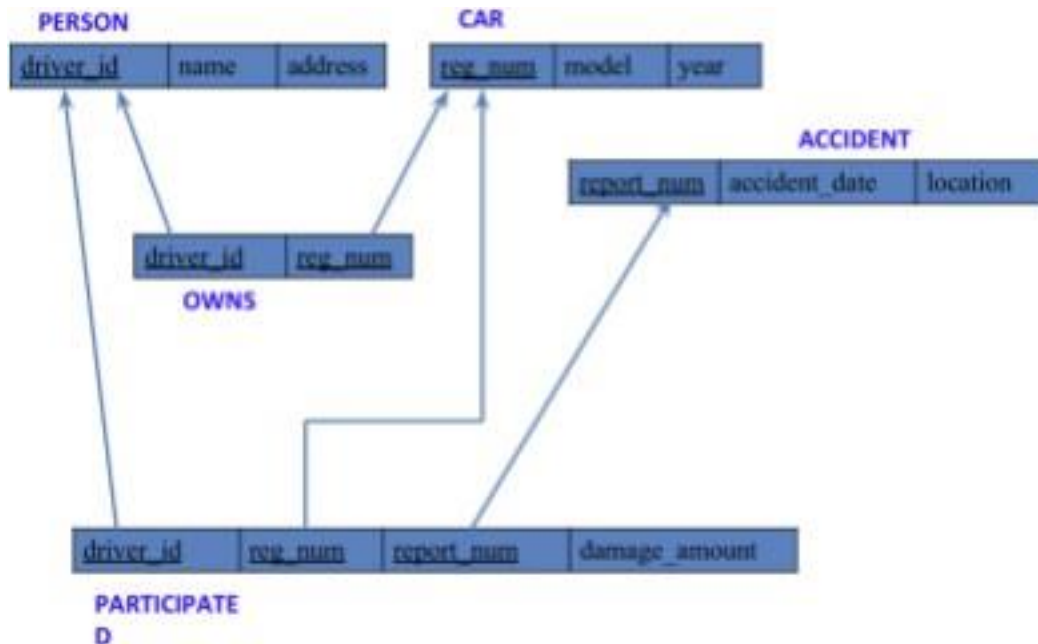 PERSON
driver_id name address
CAR
reg_num model year
ACCIDENT
report_num accident_date location
driver_id reg_num
OWNS
driver_id reg_num report_num damage_amount
PARTICIPATE
D